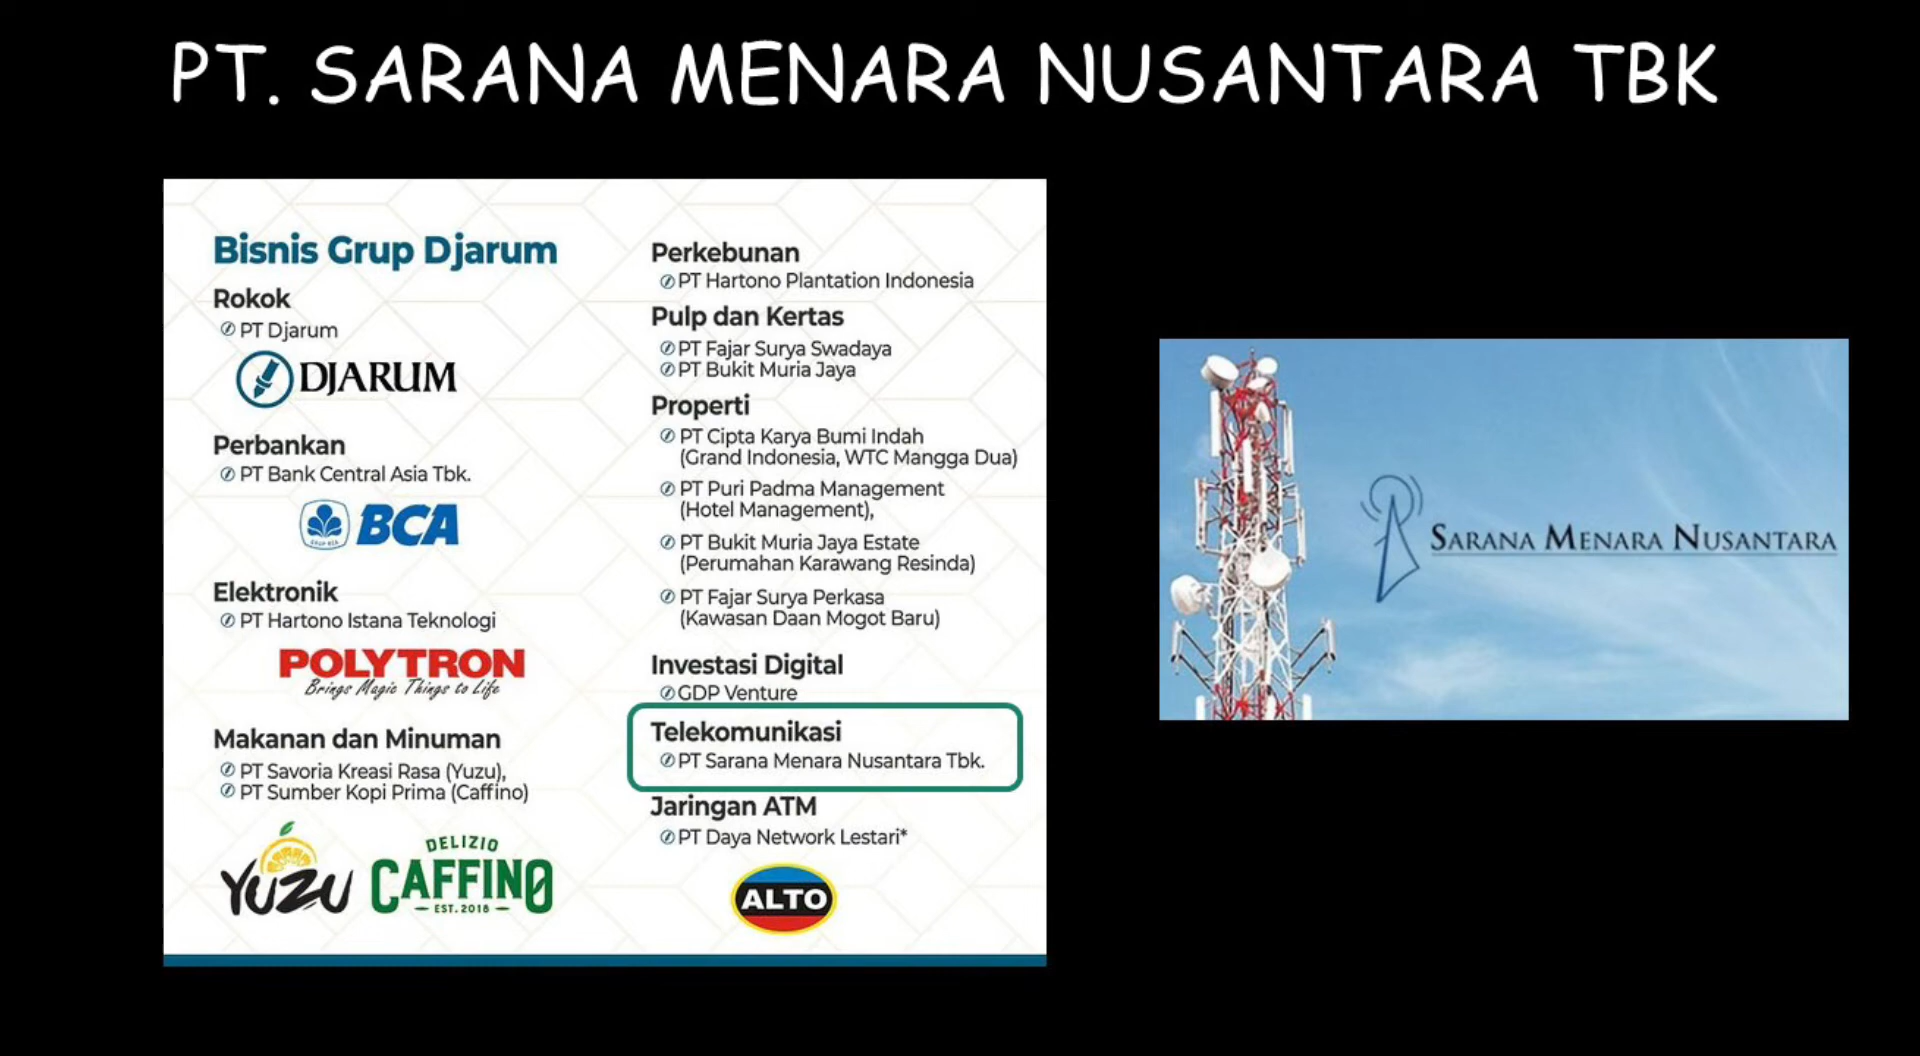 PT. SARANA MENARA NUSANTARA TBK
Bisnis Grup Djarum
Rokok
PT Djarum
DJARUM
Perbankan
PT Bank Central Asia Tbk.
BCA
Elektronik
PT Hartono Istana Teknologi
POLYTRON
Brings Magic Things to Life
Makanan dan Minuman
PT Savoria Kreasi Rasa (Yuzu),
PT Sumber Kopi Prima (Caffino)
YUZU
DELIZIO
CAFFINO
EST. 2016
Perkebunan
PT Hartono Plantation Indonesia
Pulp dan Kertas
PT Fajar Surya Swadaya
PT Bukit Muria Jaya
Properti
PT Cipta Karya Bumi Indah
(Grand Indonesia, WTC Mangga Dua)
PT Puri Padma Management
(Hotel Management),
PT Bukit Muria Jaya Estate
(Perumahan Karawang Resinda)
PT Fajar Surya Perkasa
(Kawasan Daan Mogot Baru)
Investasi Digital
GDP Venture
Telekomunikasi
PT Sarana Menara Nusantara Tbk.
Jaringan ATM
PT Daya Network Lestari*
ALTO
SARANA MENARA NUSANTARA